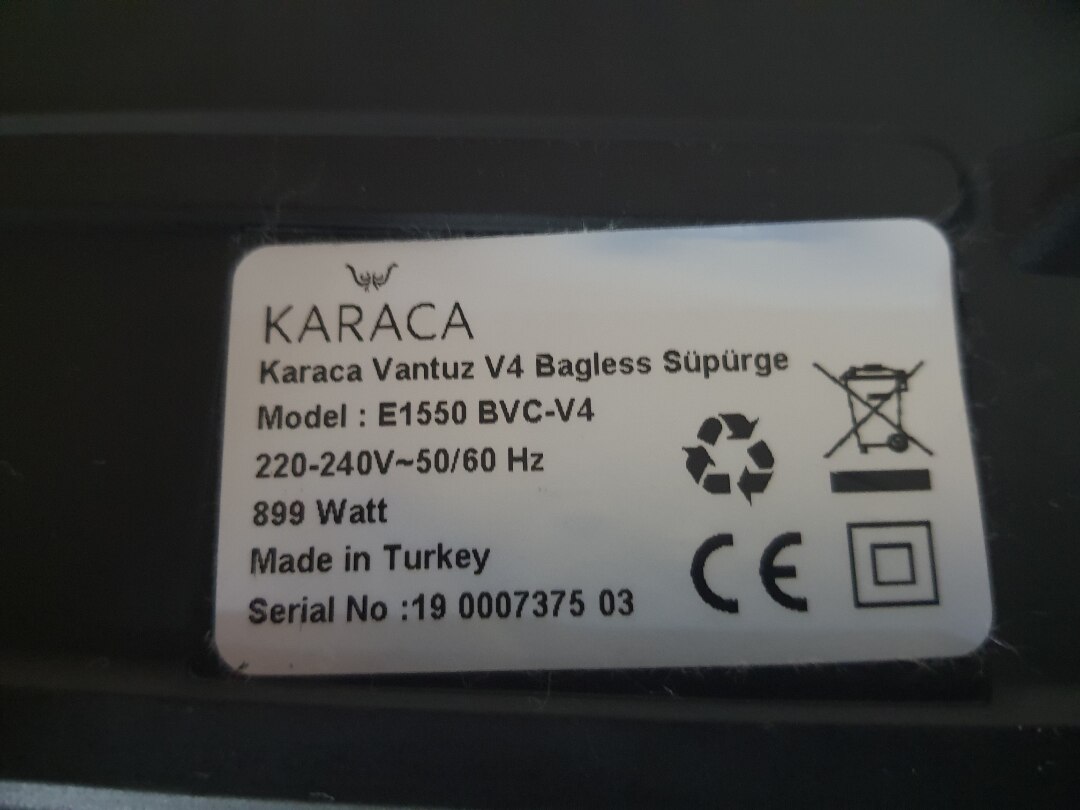 KARACA
Karaca Vantuz V4 Bagless Süpürge
Model : E1550 BVC-V4
220-240V~50/60 Hz
899 Watt
Made in Turkey
Serial No :19 0007375 03
CE